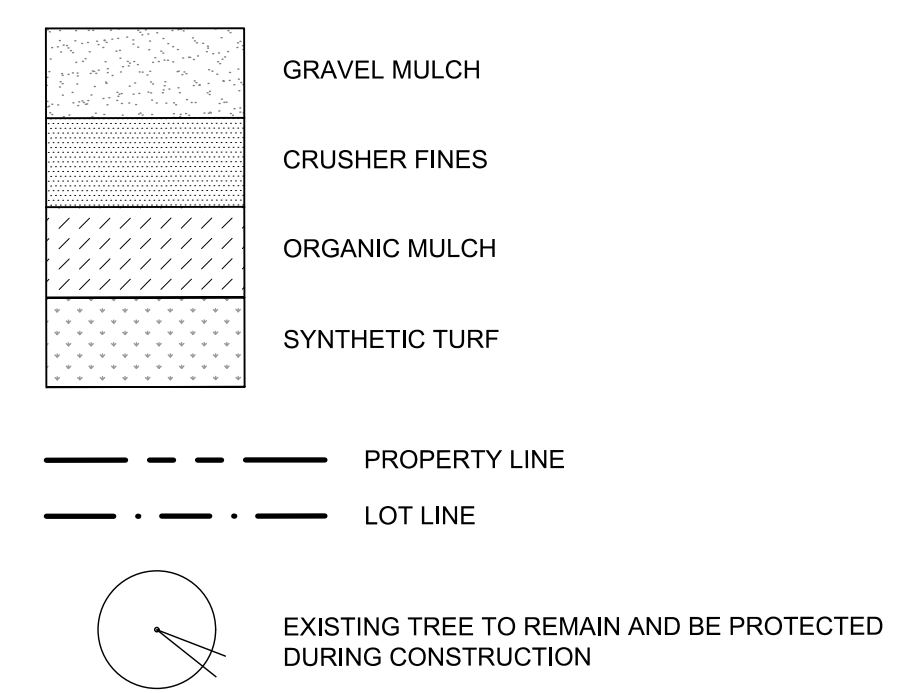 GRAVEL MULCH
CRUSHER FINES
ORGANIC MULCH
SYNTHETIC TURF
PROPERTY LINE
LOT LINE
EXISTING TREE TO REMAIN AND BE PROTECTED
DURING CONSTRUCTION